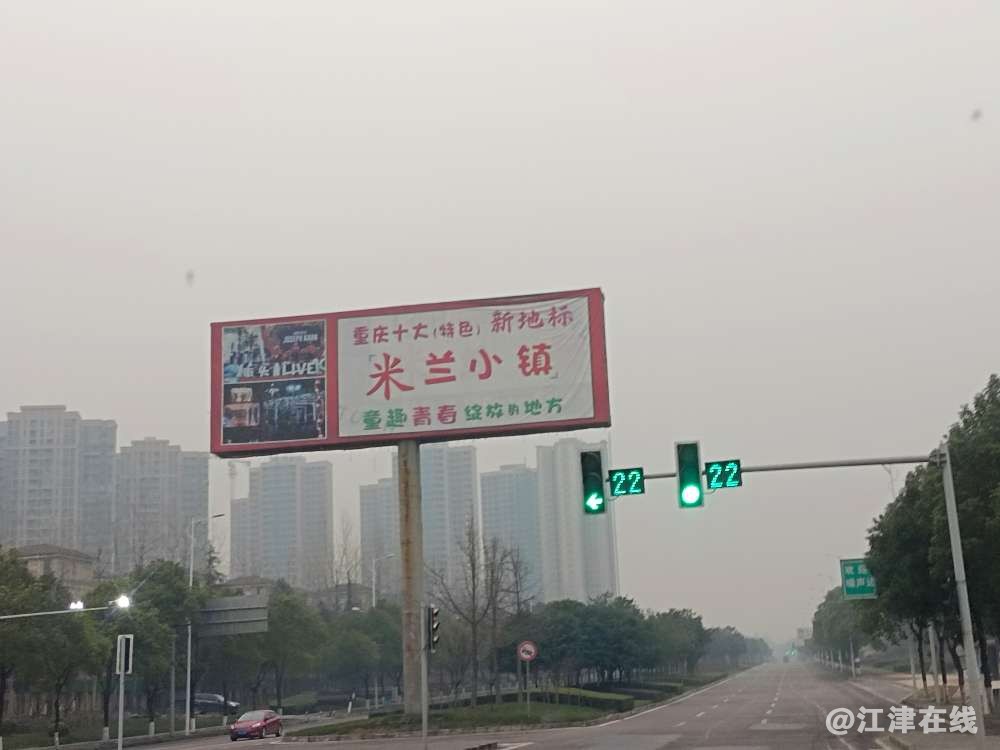 重庆十大(特色)新地标
「米兰小镇」
童趣青春绽放的地方
22
22
@江津在线